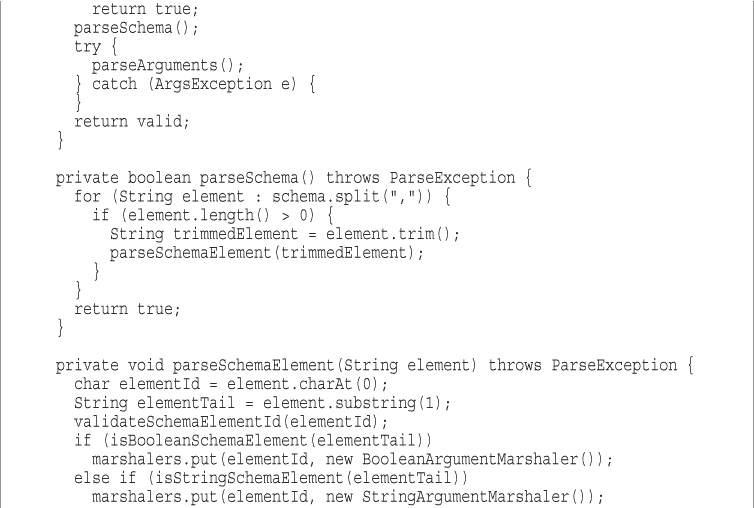 return true;
parseSchema();
try {
parseArguments();
} catch (ArgsException e) {
}
return valid;
}
private boolean parseSchema() throws ParseException {
for (String element : schema.split(",")) {
if (element.length() > 0) {
String trimmedElement = element.trim();
parseSchemaElement(trimmedElement);
}
}
return true;
}
private void parseSchemaElement(String element) throws ParseException {
char elementId = element.charAt(0);
String elementTail = element.substring(1);
validateSchemaElementId(elementId);
if (isBooleanSchemaElement(elementTail))
marshalers.put(elementId, new BooleanArgumentMarshaler());
else if (isStringSchemaElement(elementTail))
marshalers.put(elementId, new StringArgumentMarshaler());